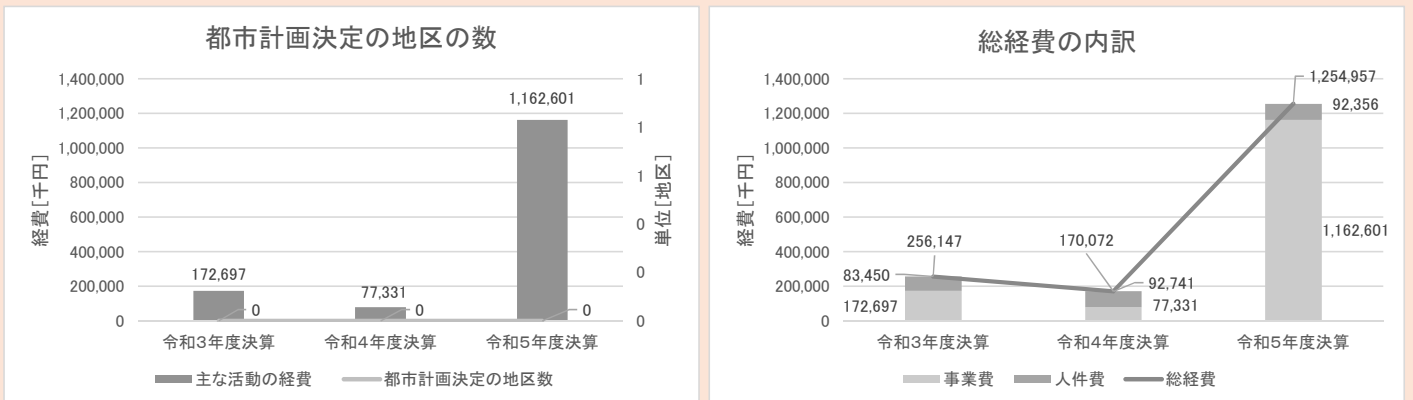 都市計画決定の地区の数
経費[千円]
1,400,000
1,200,000
1,000,000
800,000
600,000
400,000
200,000
0
172,697
77,331
1,162,601
0
0
0
1
1
1
0
0
0
単位[地区]
令和3年度決算
令和4年度決算
令和5年度決算
主な活動の経費
都市計画決定の地区数
総経費の内訳
経費[千円]
1,400,000
1,200,000
1,000,000
800,000
600,000
400,000
200,000
0
256,147
83,450
172,697
170,072
92,741
77,331
1,254,957
92,356
1,162,601
令和3年度決算
令和4年度決算
令和5年度決算
事業費
人件費
総経費